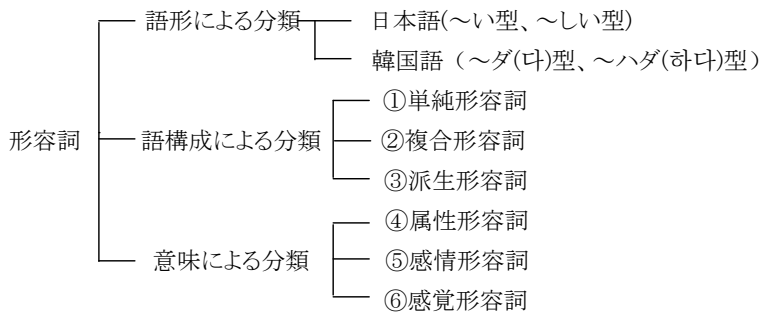 語形による分類
日本語(～い型、～しい型)
韓国語（～ダ(다)型、～ハダ(하다)型）
形容詞
語構成による分類
①単純形容詞
②複合形容詞
③派生形容詞
意味による分類
④属性形容詞
⑤感情形容詞
⑥感覚形容詞